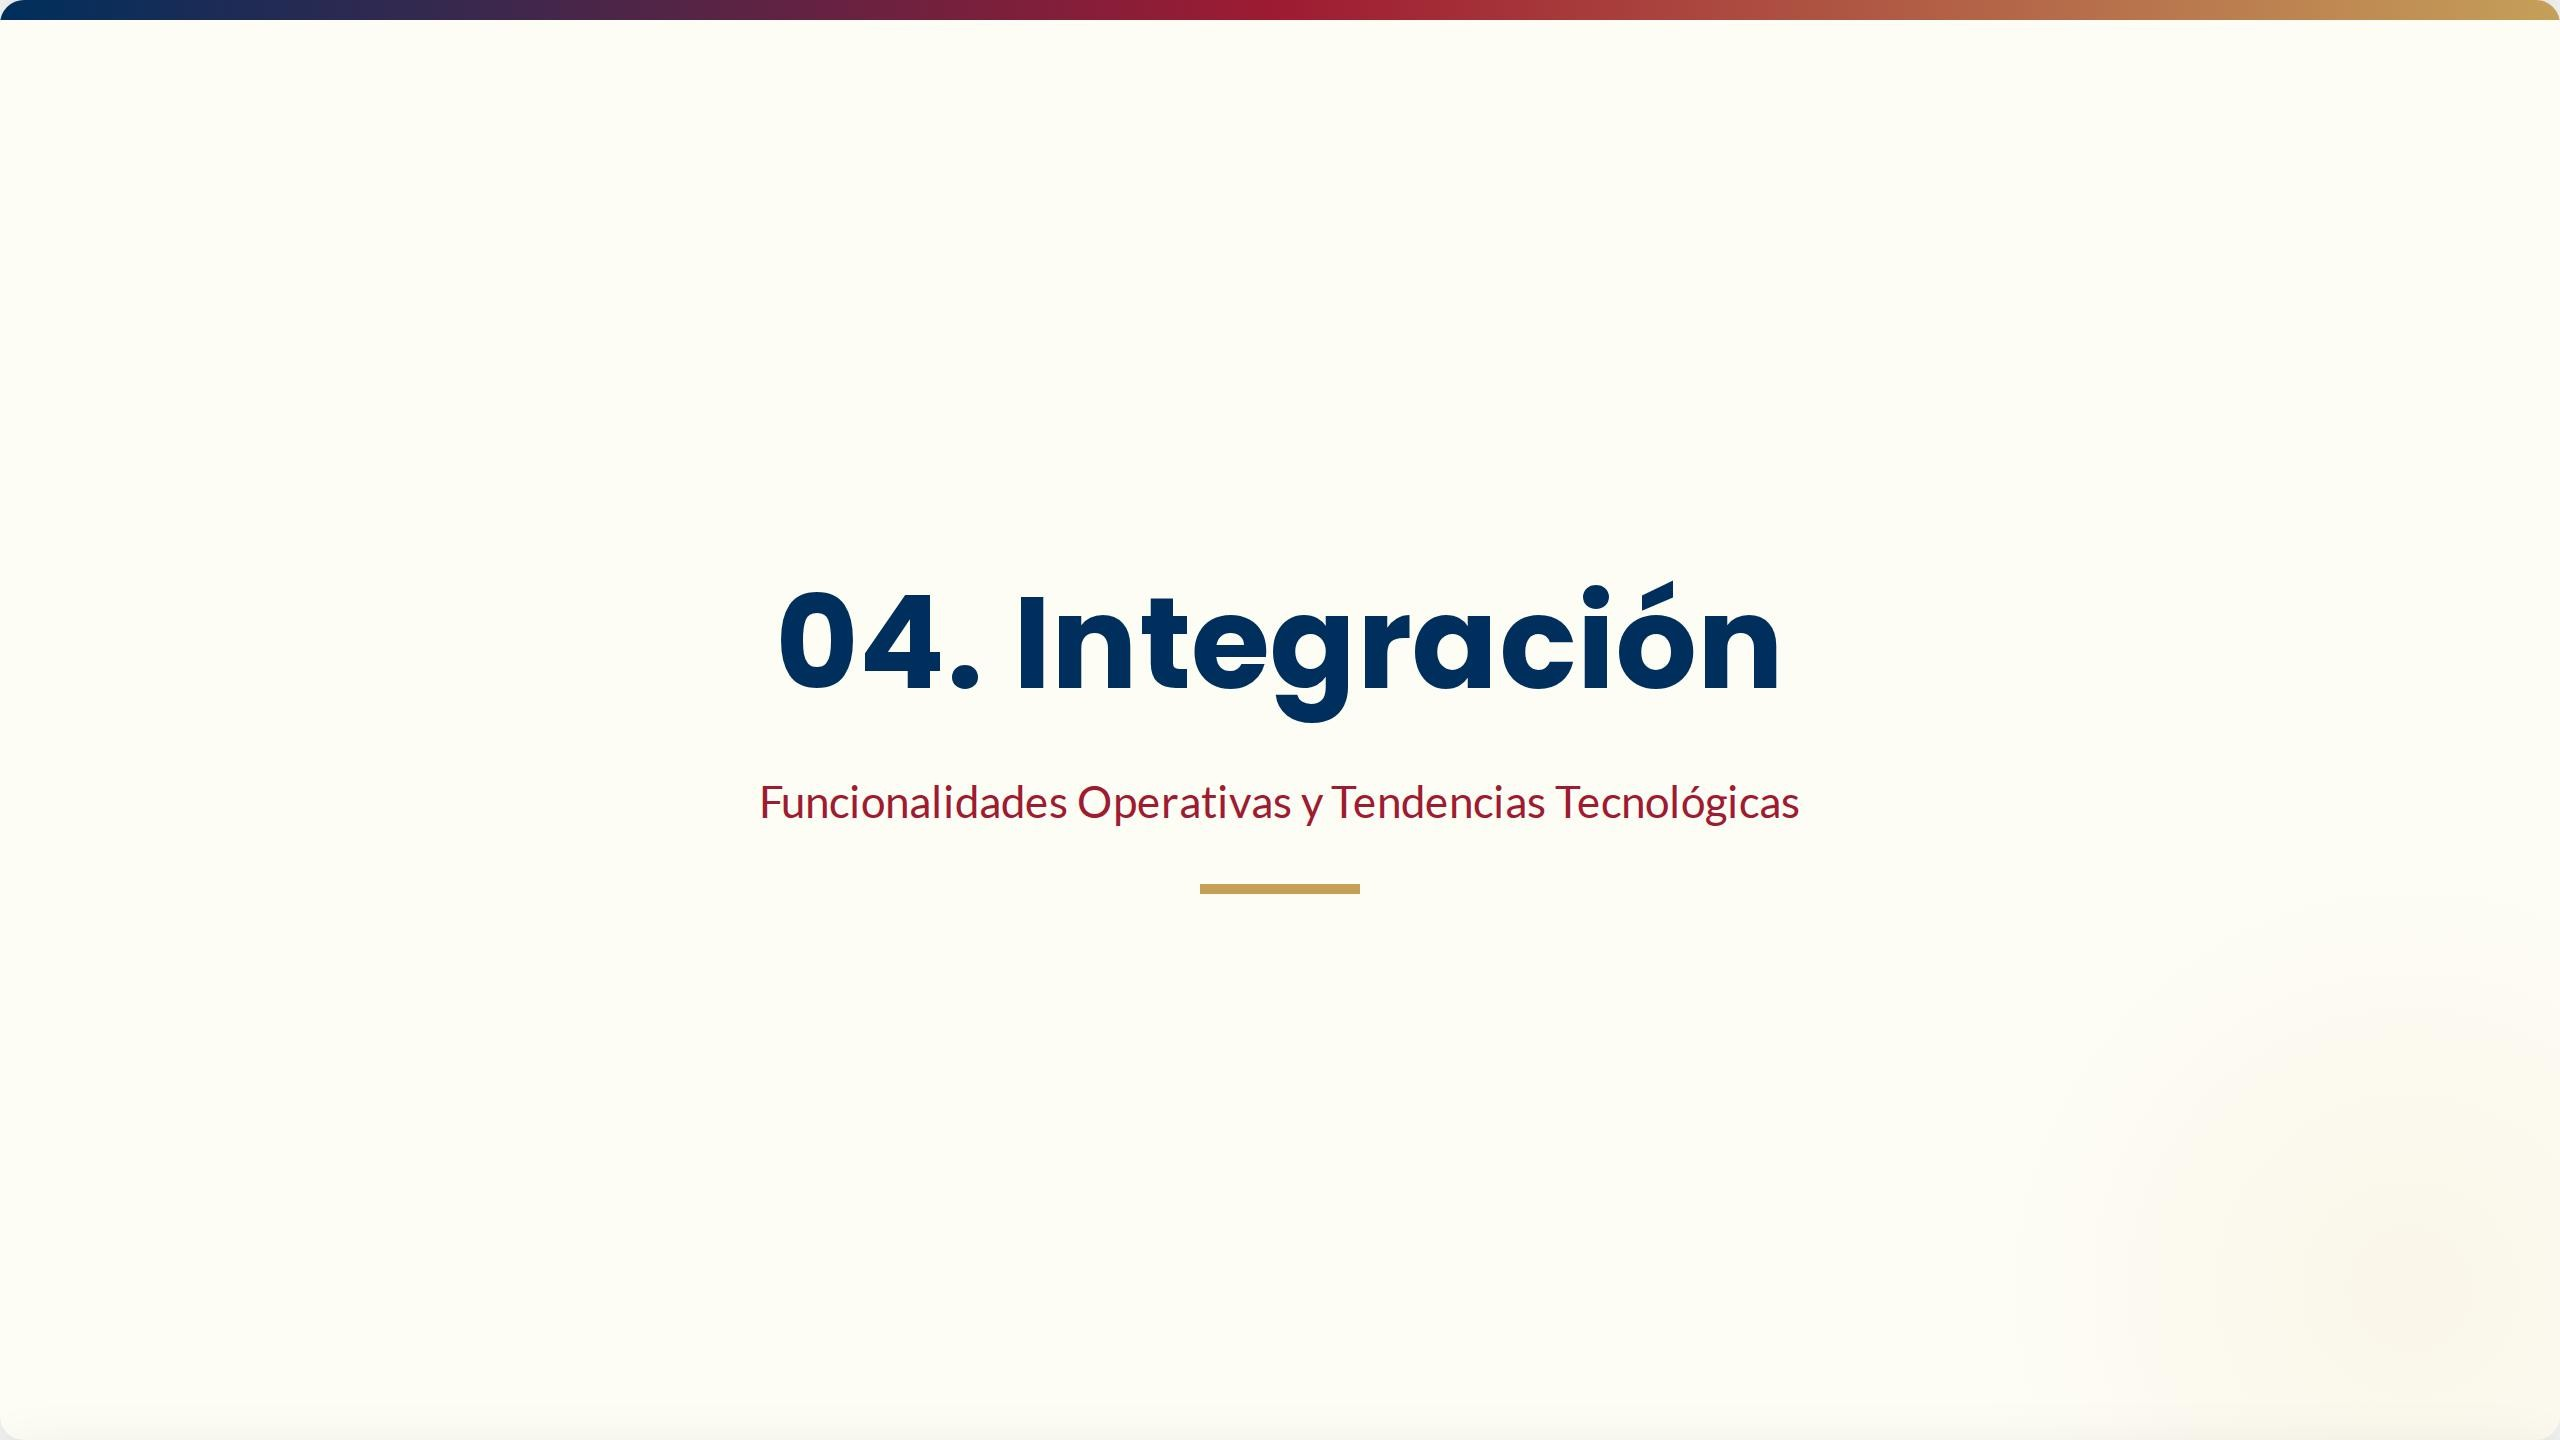 04. Integración
Funcionalidades Operativas y Tendencias Tecnológicas